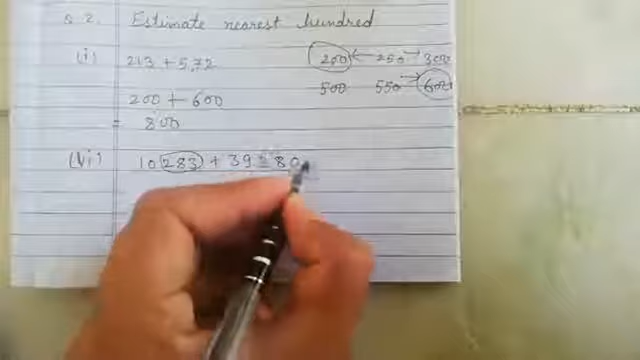 Q 2. Estimate nearest hundred
(i) 213 + 572 200 ← 250 → 300
500 550 → 600
200 + 600
= 800
(vi) 10283 + 39